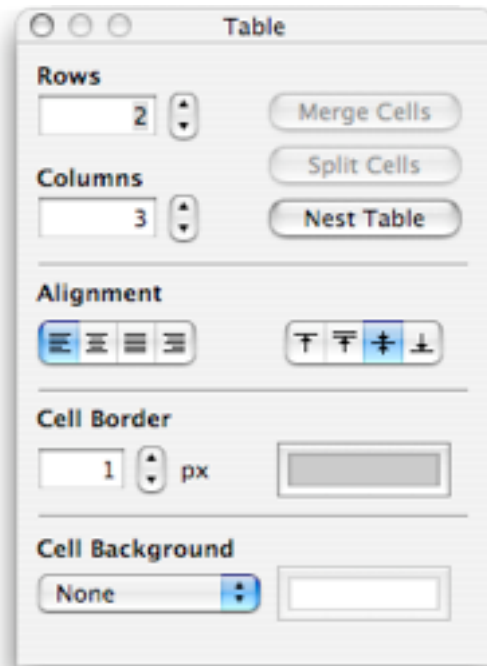 Table
Rows
2
Merge Cells
Split Cells
Columns
3
Nest Table
Alignment
Cell Border
1 px
Cell Background
None